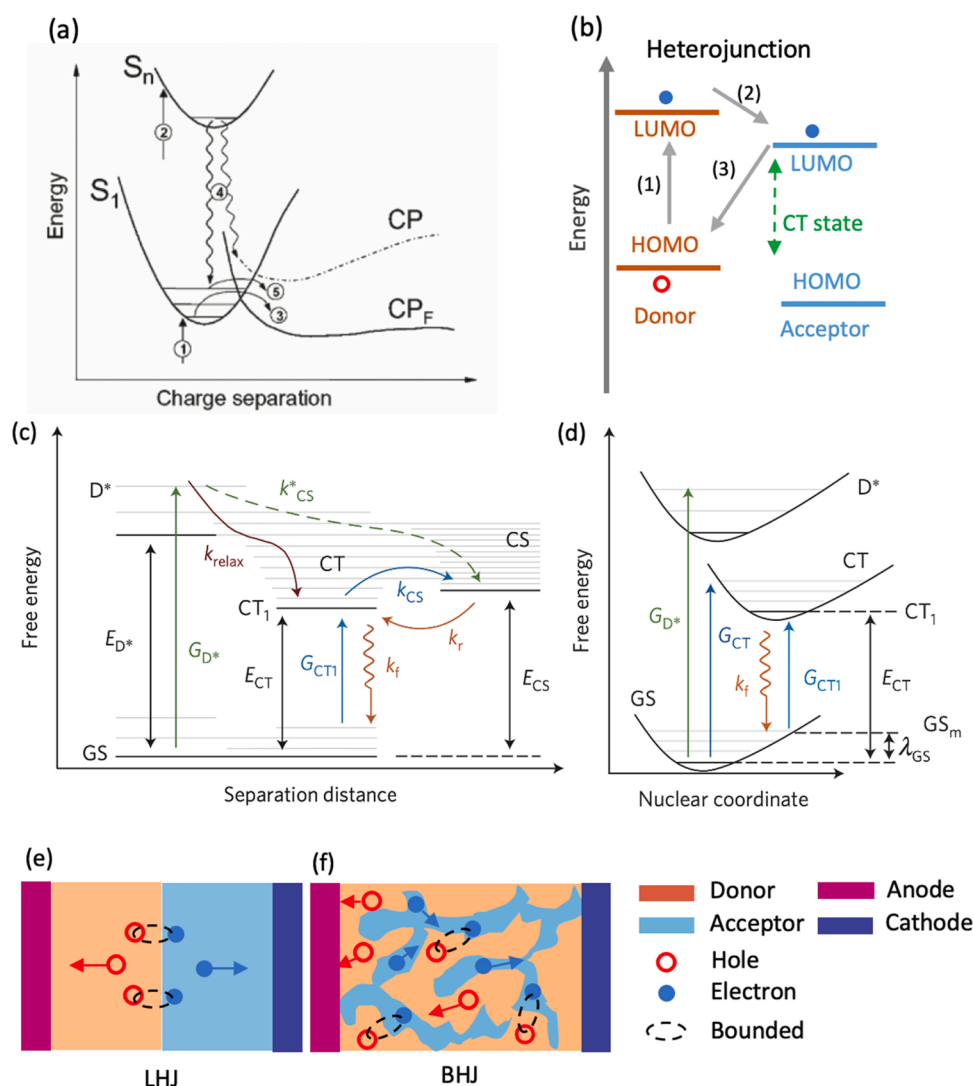 (a)
Sn
②
S1
④
CP
⑤
③
CPF
①
Energy
Charge separation
(b)
Heterojunction
(2)
LUMO
LUMO
(1)
(3)
CT state
HOMO
HOMO
Donor
Acceptor
Energy
(c)
D*
k*CS
CS
krelax
CT
CT1
kCS
kr
ED*
GD*
ECT
GCT1
kf
ECS
GS
Free energy
Separation distance
(d)
D*
CT
CT1
GD*
GCT
kf
GCT1
ECT
GS
GSm
λGS
Free energy
Nuclear coordinate
(e)
LHJ
(f)
BHJ
Donor
Anode
Acceptor
Cathode
Hole
Electron
Bounded